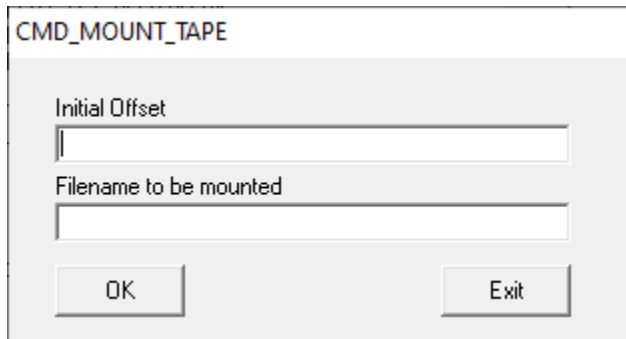 CMD_MOUNT_TAPE
Initial Offset
Filename to be mounted
OK
Exit